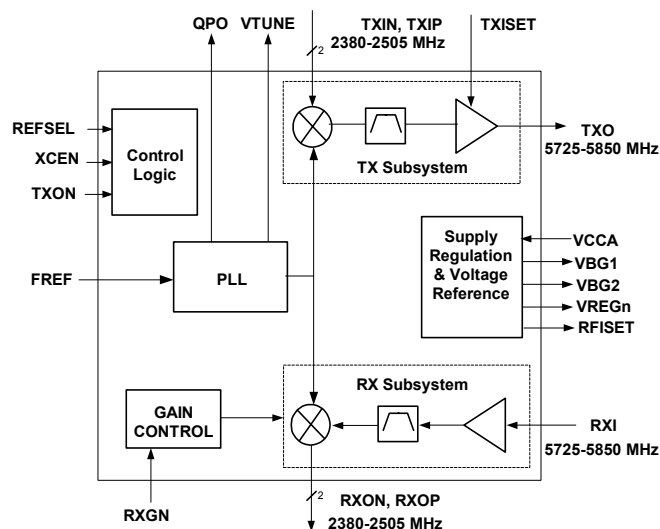 QPO
VTUNE
TXIN, TXIP
2380-2505 MHz
TXISET
2
REFSEL
XCEN
TXON
Control
Logic
TX Subsystem
TXO
5725-5850 MHz
FREF
PLL
Supply
Regulation
& Voltage
Reference
VCCA
VBG1
VBG2
VREGn
RFISET
RX Subsystem
GAIN
CONTROL
RXI
5725-5850 MHz
RXGN
2
RXON, RXOP
2380-2505 MHz